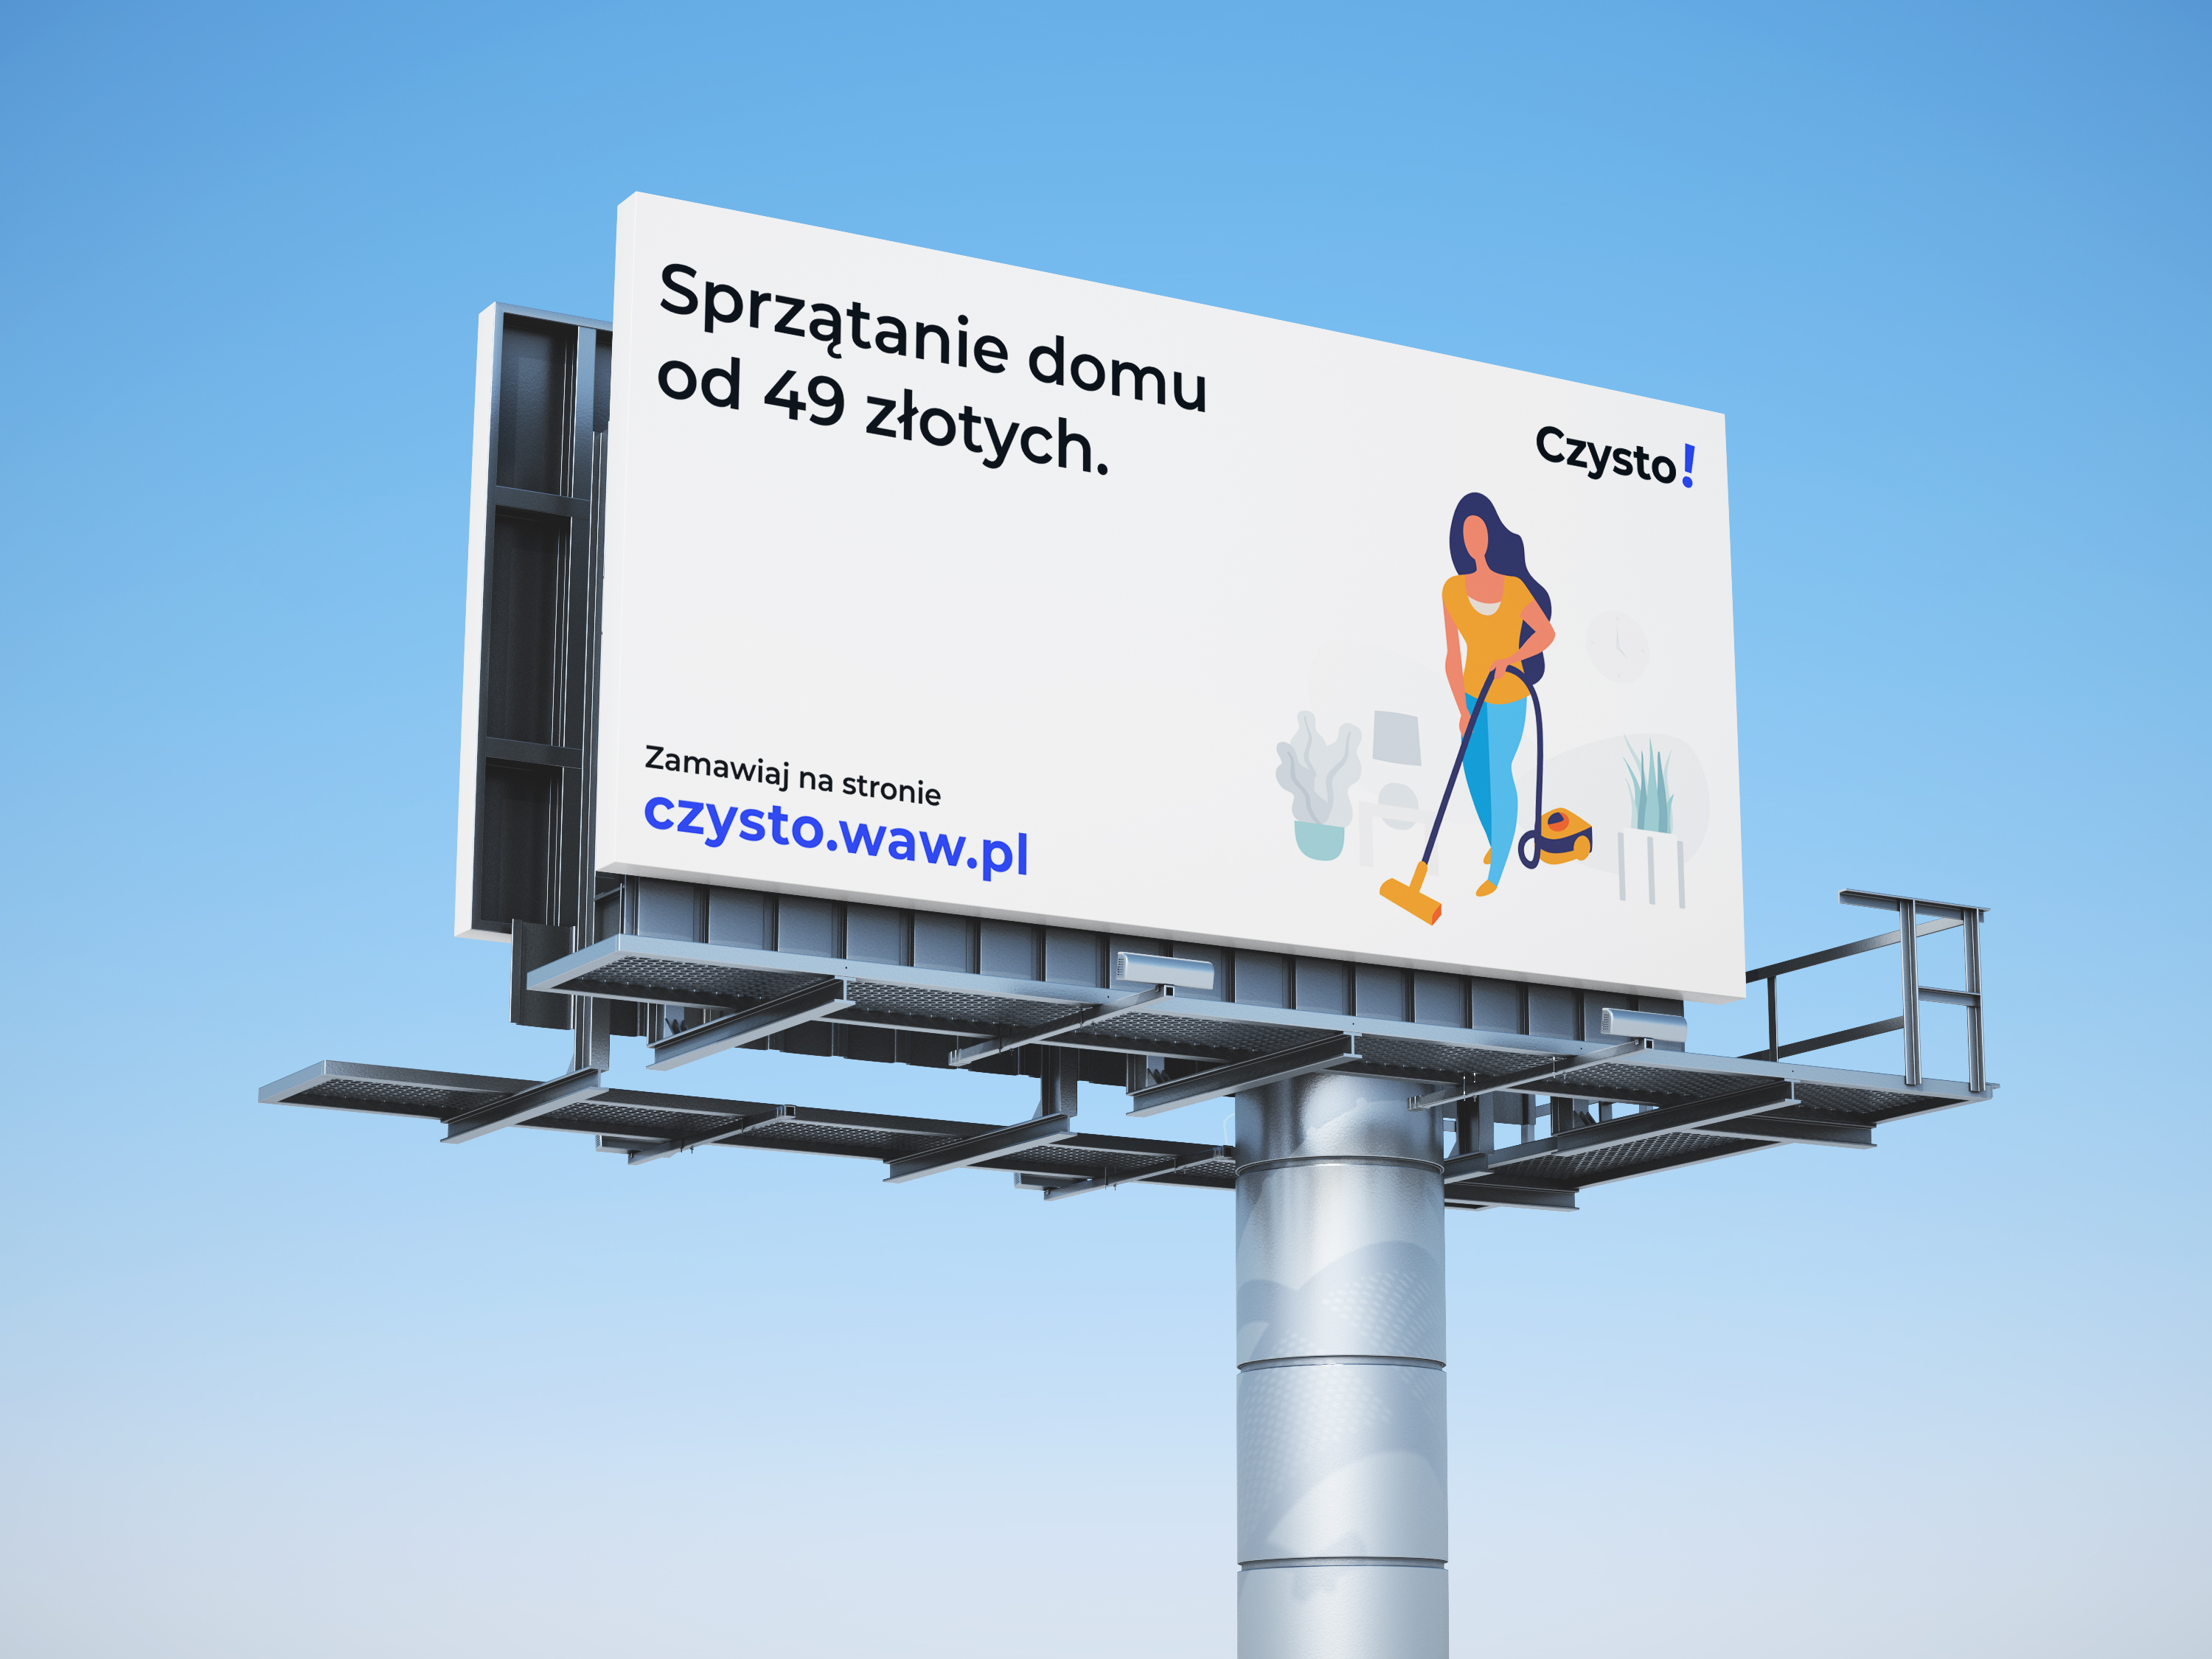 Sprzątanie domu
od 49 złotych.
Czysto!
Zamawiaj na stronie
czysto.waw.pl